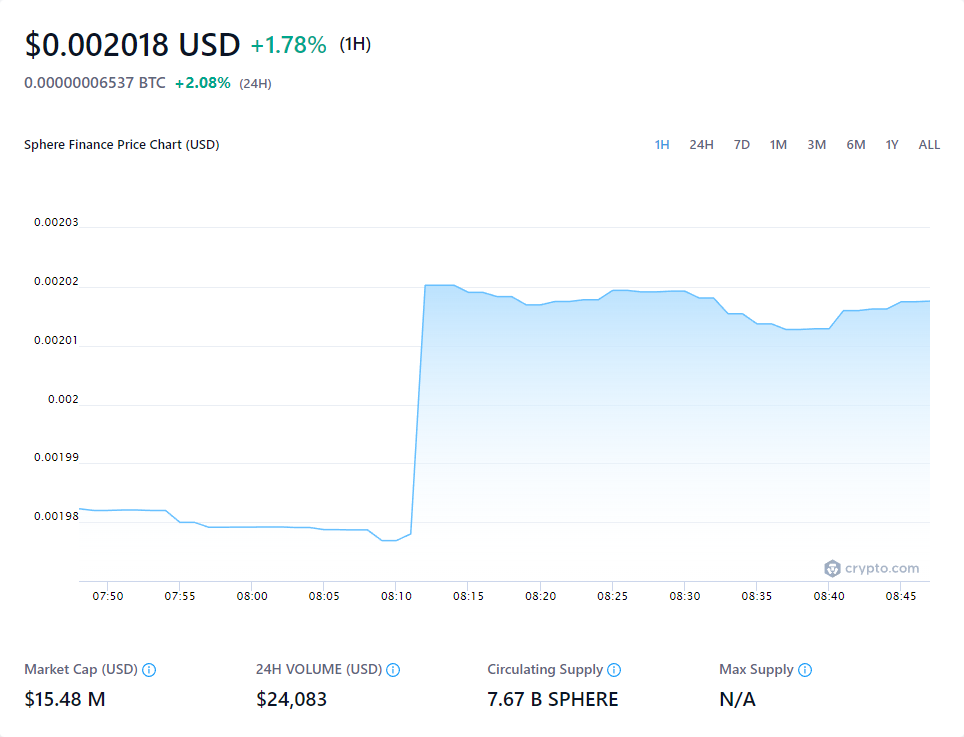 $0.002018 USD +1.78% (1H)
0.00000006537 BTC +2.08% (24H)
Sphere Finance Price Chart (USD) 1H 24H 7D 1M 3M 6M 1Y ALL
0.00203
0.00202
0.00201
0.002
0.00199
0.00198
crypto.com
07:50 07:55 08:00 08:05 08:10 08:15 08:20 08:25 08:30 08:35 08:40 08:45
Market Cap (USD) 24H VOLUME (USD) Circulating Supply Max Supply
$15.48 M $24,083 7.67 B SPHERE N/A